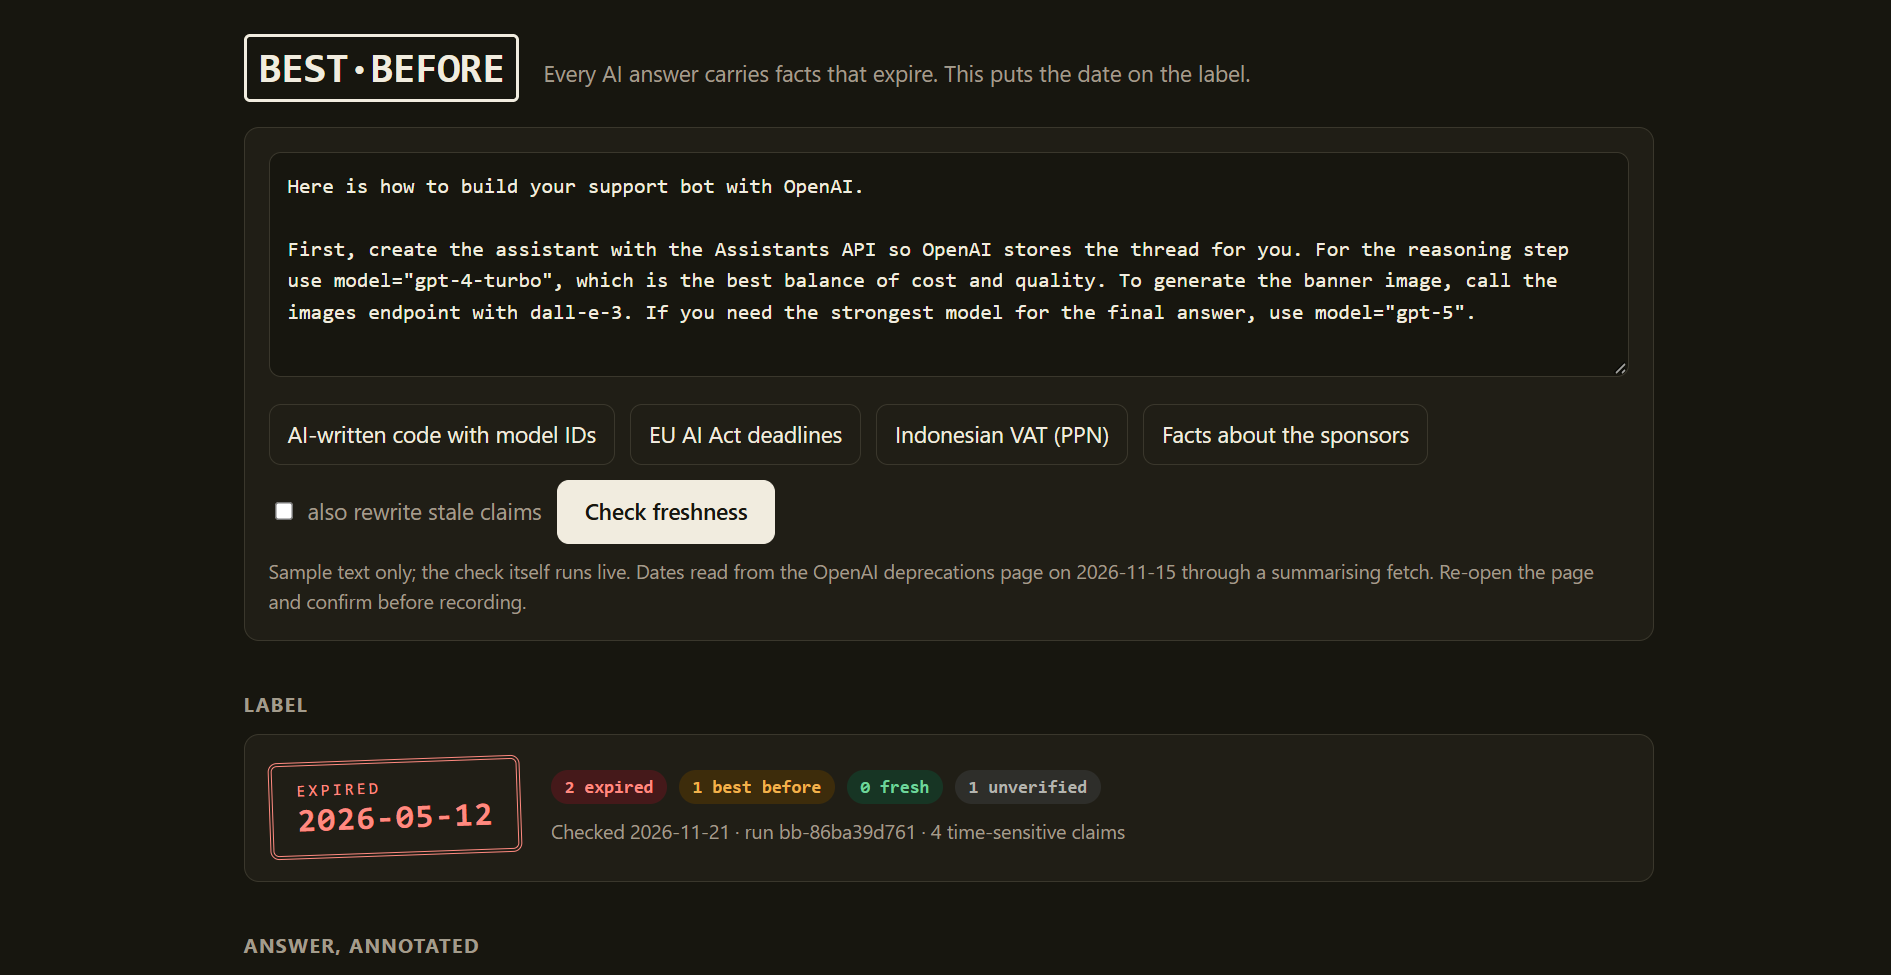 BEST·BEFORE
Every AI answer carries facts that expire. This puts the date on the label.
Here is how to build your support bot with OpenAI.
First, create the assistant with the Assistants API so OpenAI stores the thread for you. For the reasoning step
use model="gpt-4-turbo", which is the best balance of cost and quality. To generate the banner image, call the
images endpoint with dall-e-3. If you need the strongest model for the final answer, use model="gpt-5".
AI-written code with model IDs
EU AI Act deadlines
Indonesian VAT (PPN)
Facts about the sponsors
also rewrite stale claims
Check freshness
Sample text only; the check itself runs live. Dates read from the OpenAI deprecations page on 2026-11-15 through a summarising fetch. Re-open the page
and confirm before recording.
LABEL
EXPIRED
2026-05-12
2 expired
1 best before
0 fresh
1 unverified
Checked 2026-11-21 · run bb-86ba39d761 · 4 time-sensitive claims
ANSWER, ANNOTATED